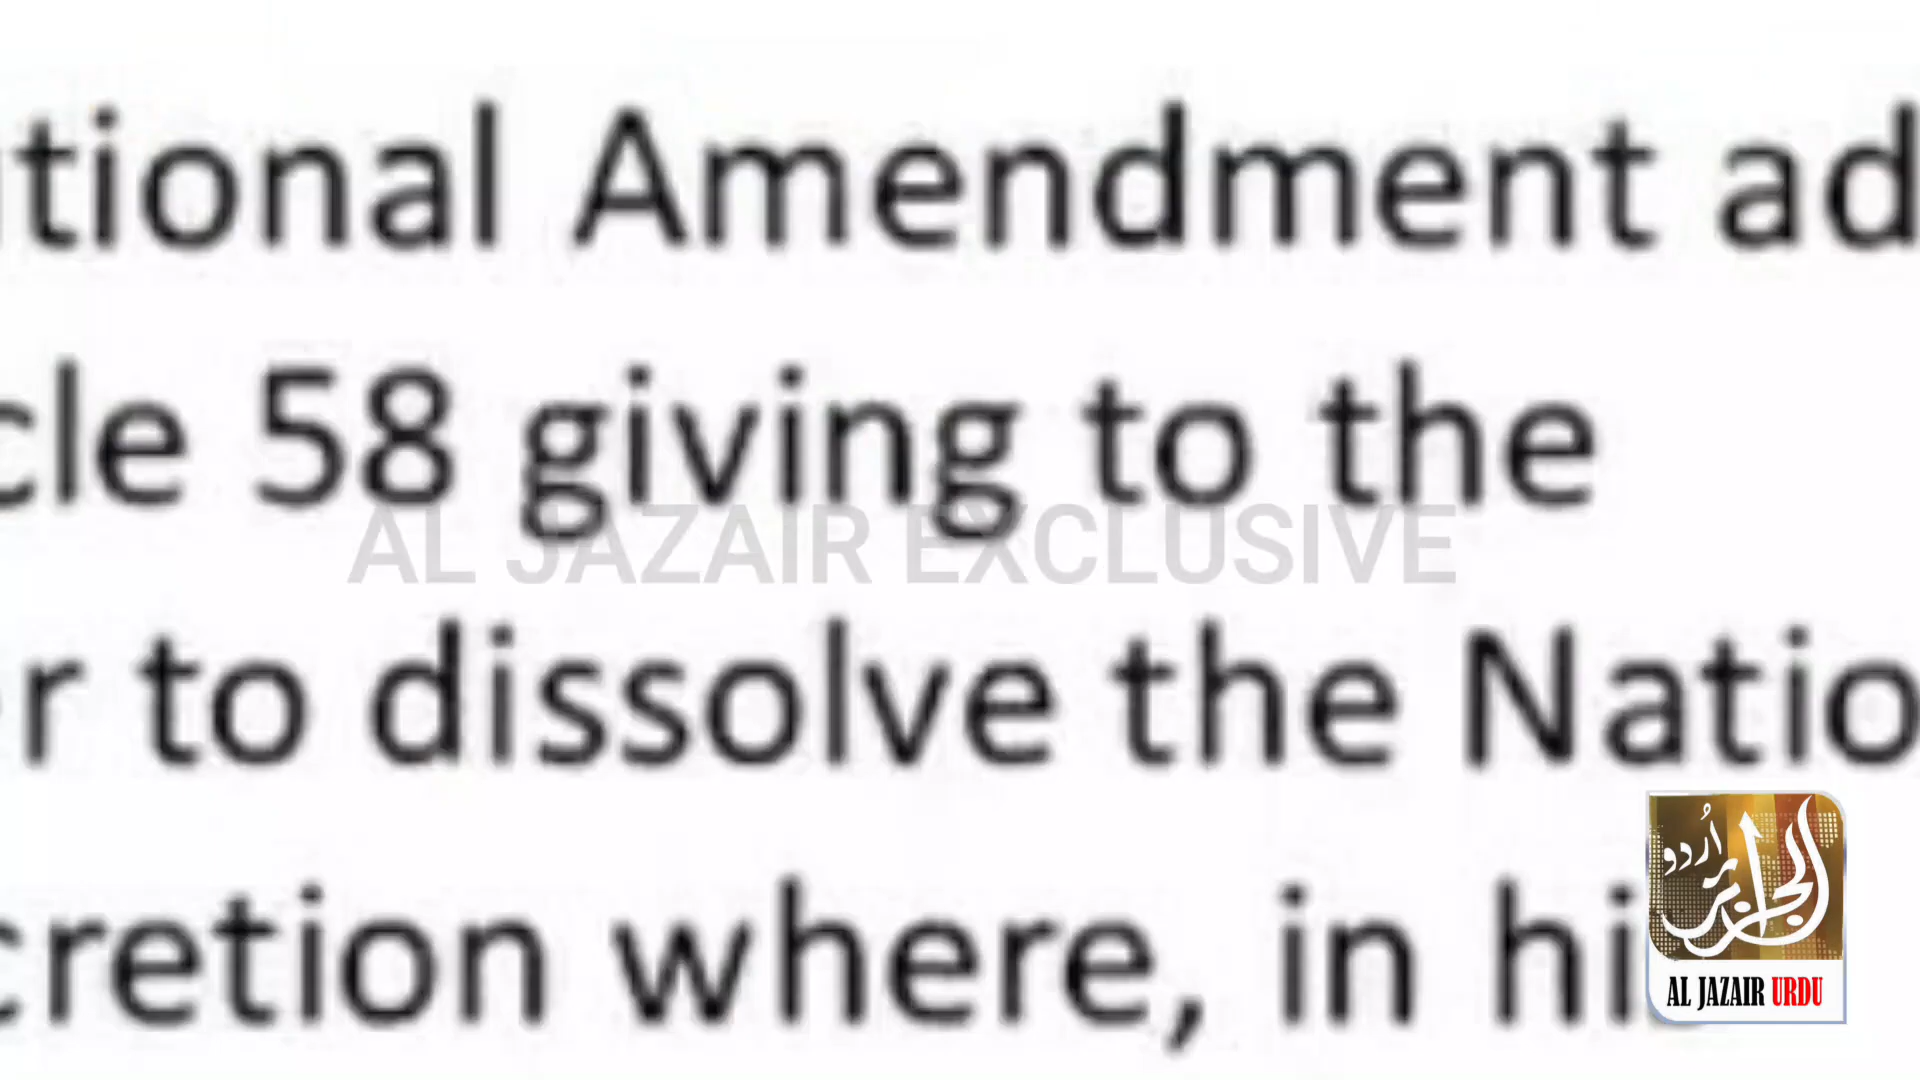 tional Amendment ad
cle 58 giving to the
AL JAZAIR EXCLUSIVE
r to dissolve the Natio
cretion where, in hi
الجزائر اُردو
AL JAZAIR URDU